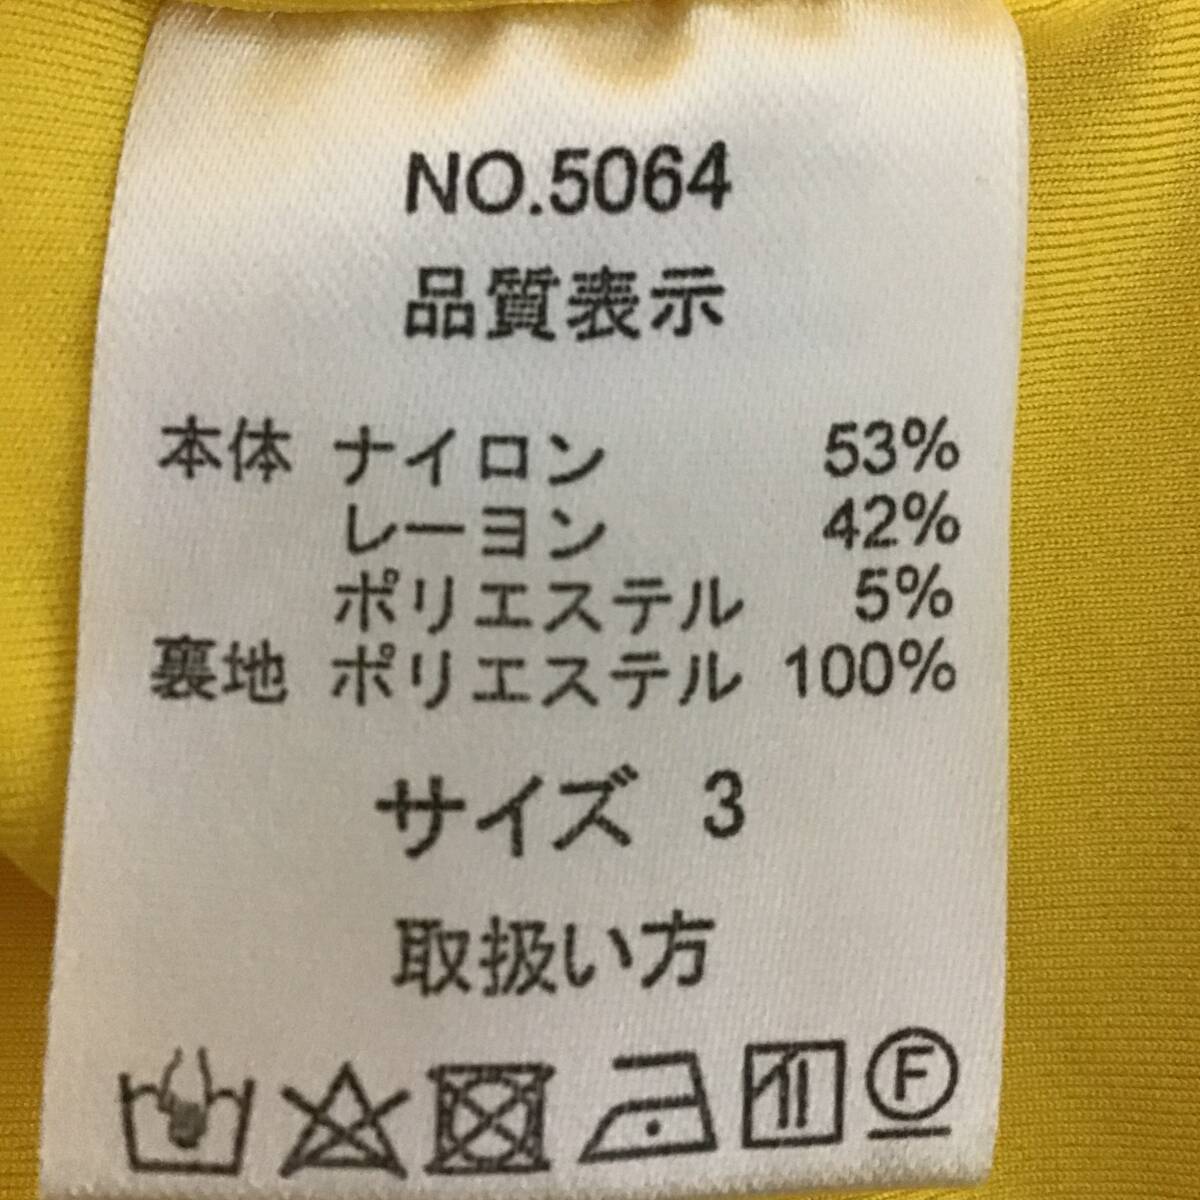 NO.5064
品質表示
本体 ナイロン 53%
レーヨン 42%
ポリエステル 5%
裏地 ポリエステル 100%
サイズ 3
取扱い方
F